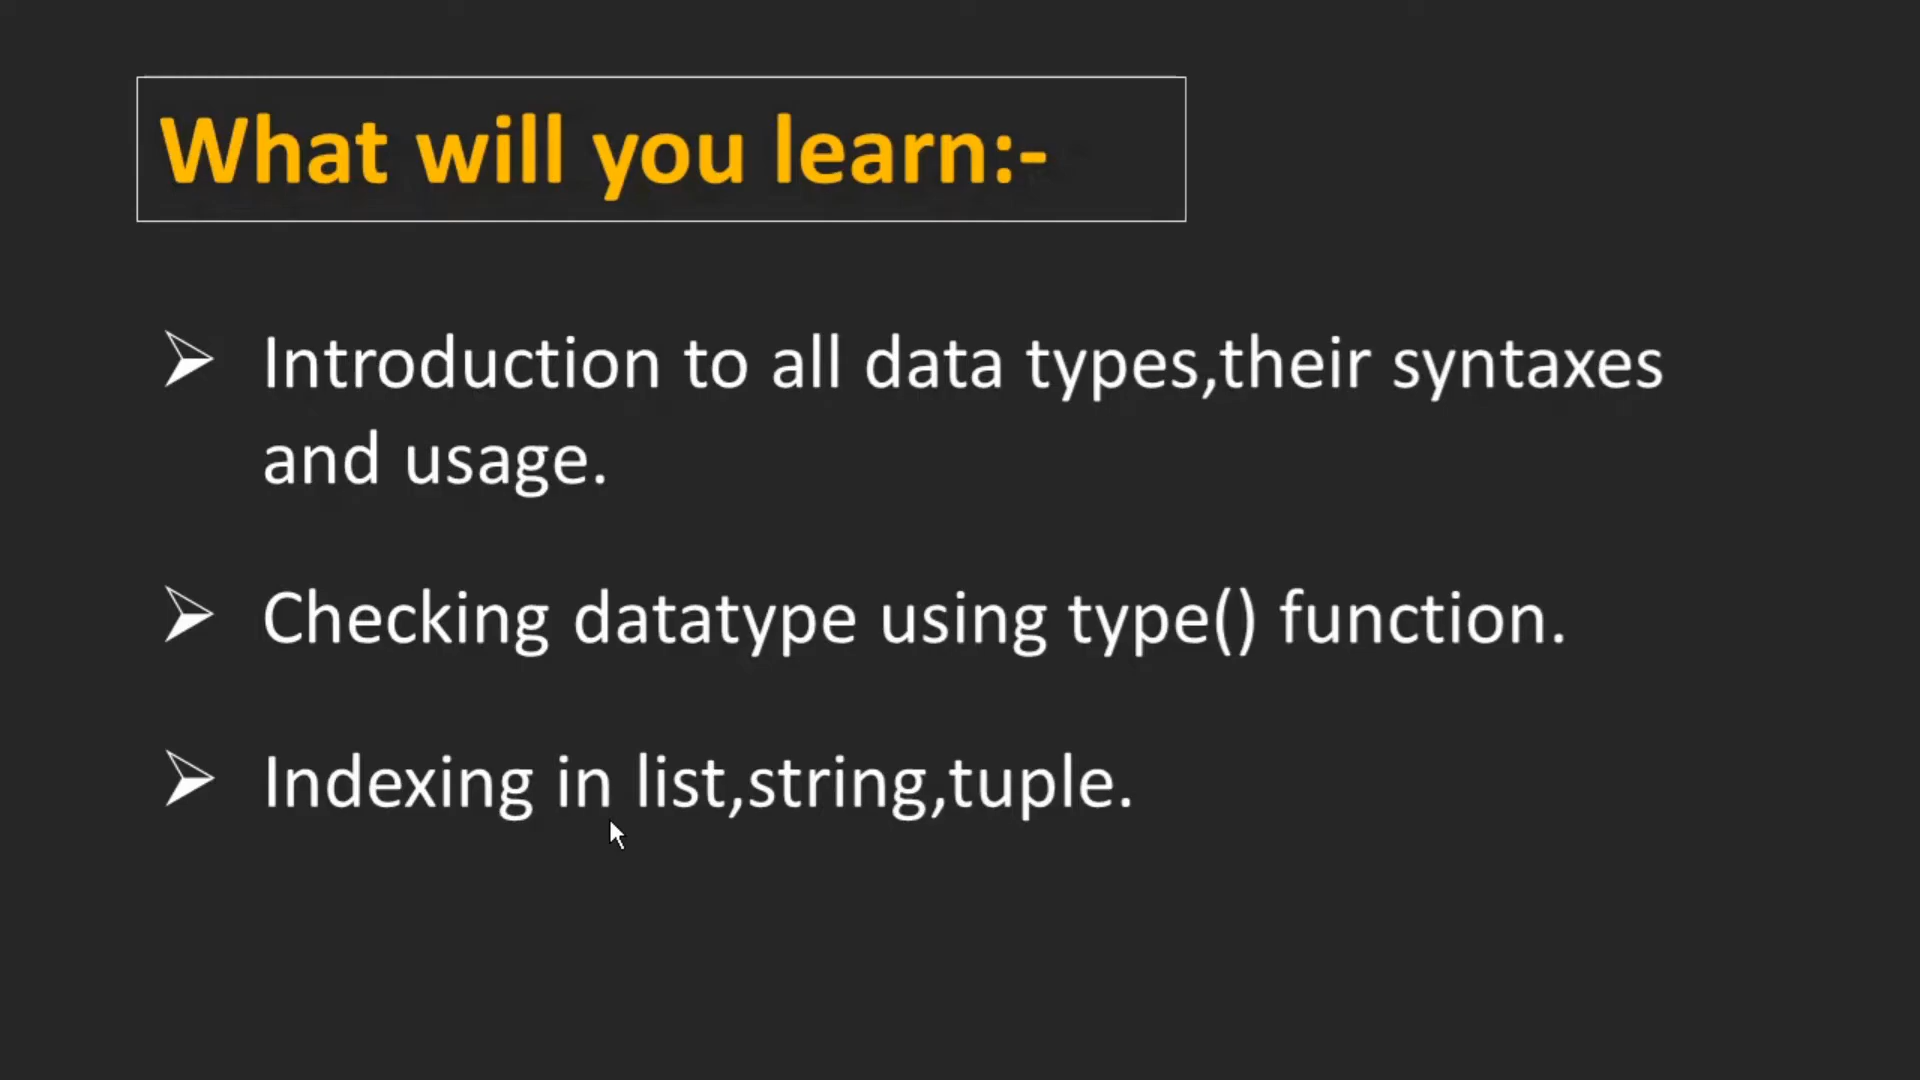 What will you learn:-
Introduction to all data types,their syntaxes
and usage.
Checking datatype using type() function.
Indexing in list,string,tuple.